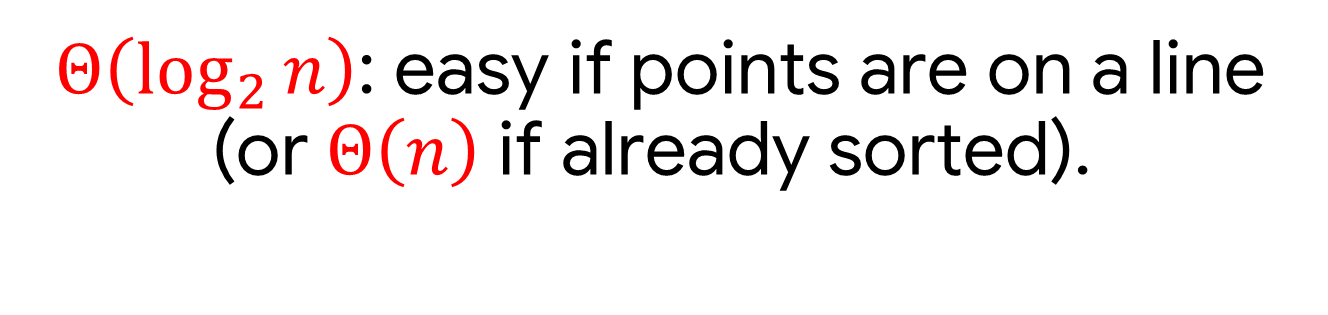 Θ(log₂ n): easy if points are on a line
(or Θ(n) if already sorted).